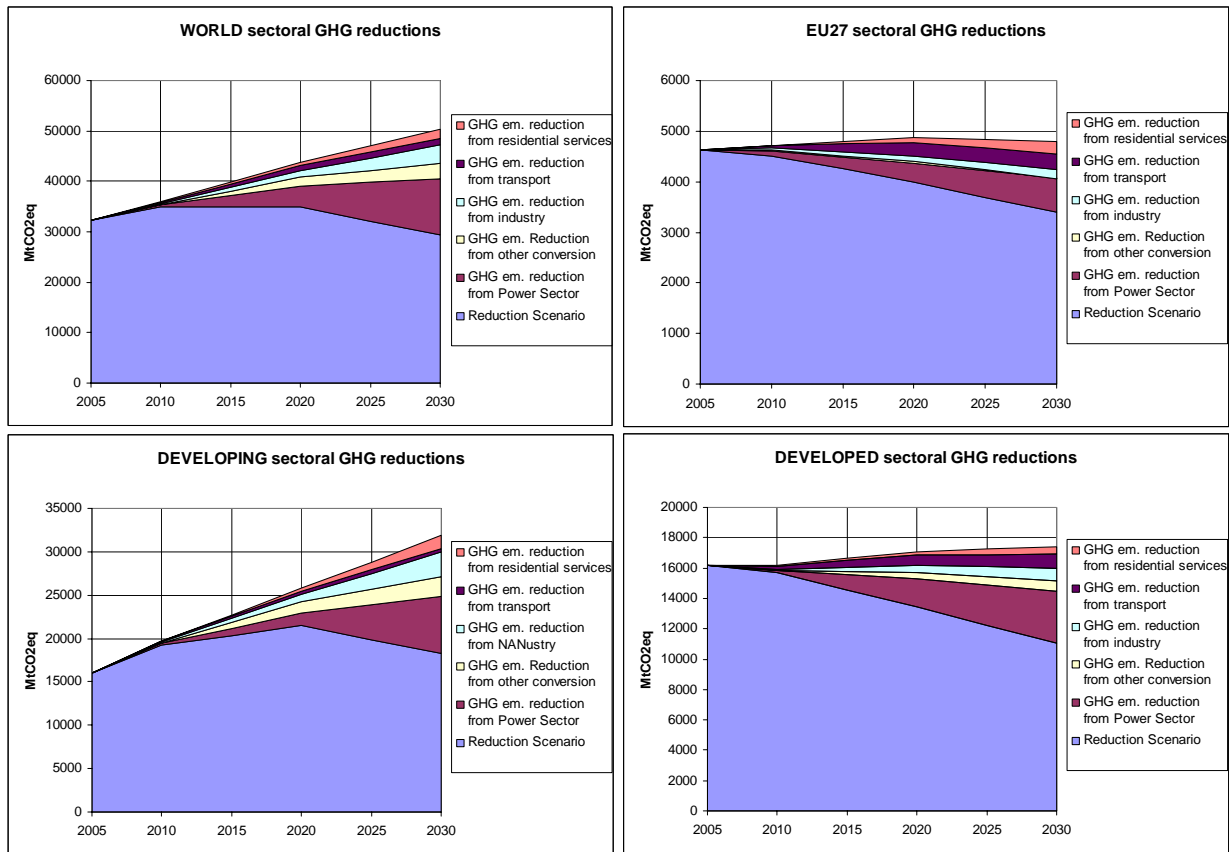 WORLD sectoral GHG reductions
60000
50000
40000
30000
20000
10000
0
MtCO2eq
2005 2010 2015 2020 2025 2030
GHG em. reduction
from residential services
GHG em. reduction
from transport
GHG em. reduction
from industry
GHG em. Reduction
from other conversion
GHG em. reduction
from Power Sector
Reduction Scenario
EU27 sectoral GHG reductions
6000
5000
4000
3000
2000
1000
0
2005 2010 2015 2020 2025 2030
GHG em. reduction
from residential services
GHG em. reduction
from transport
GHG em. reduction
from industry
GHG em. Reduction
from other conversion
GHG em. reduction
from Power Sector
Reduction Scenario
DEVELOPING sectoral GHG reductions
35000
30000
25000
20000
15000
10000
5000
0
MtCO2eq
2005 2010 2015 2020 2025 2030
GHG em. reduction
from residential services
GHG em. reduction
from transport
GHG em. reduction
from NANustry
GHG em. Reduction
from other conversion
GHG em. reduction
from Power Sector
Reduction Scenario
DEVELOPED sectoral GHG reductions
20000
18000
16000
14000
12000
10000
8000
6000
4000
2000
0
MtCO2eq
2005 2010 2015 2020 2025 2030
GHG em. reduction
from residential services
GHG em. reduction
from transport
GHG em. reduction
from industry
GHG em. Reduction
from other conversion
GHG em. reduction
from Power Sector
Reduction Scenario